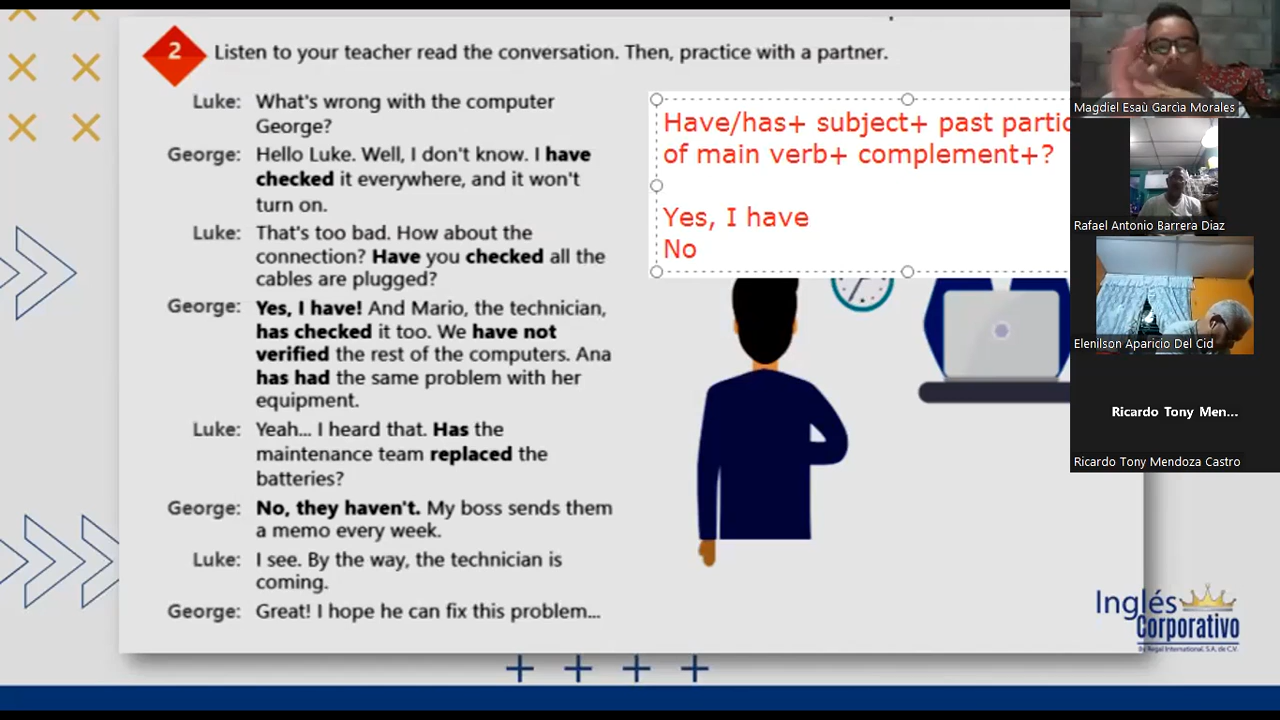 2 Listen to your teacher read the conversation. Then, practice with a partner.
Luke: What's wrong with the computer
George?
George: Hello Luke. Well, I don't know. I have
checked it everywhere, and it won't
turn on.
Luke: That's too bad. How about the
connection? Have you checked all the
cables are plugged?
George: Yes, I have! And Mario, the technician,
has checked it too. We have not
verified the rest of the computers. Ana
has had the same problem with her
equipment.
Luke: Yeah... I heard that. Has the
maintenance team replaced the
batteries?
George: No, they haven't. My boss sends them
a memo every week.
Luke: I see. By the way, the technician is
coming.
George: Great! I hope he can fix this problem...
Have/has+ subject+ past partic
of main verb+ complement+?
Yes, I have
No
Magdiel Esaù Garcìa Morales
Rafael Antonio Barrera Diaz
Elenilson Aparicio Del Cid
Ricardo Tony Men...
Ricardo Tony Mendoza Castro
Inglés
Corporativo
By Regal International, S.A. de C.V.